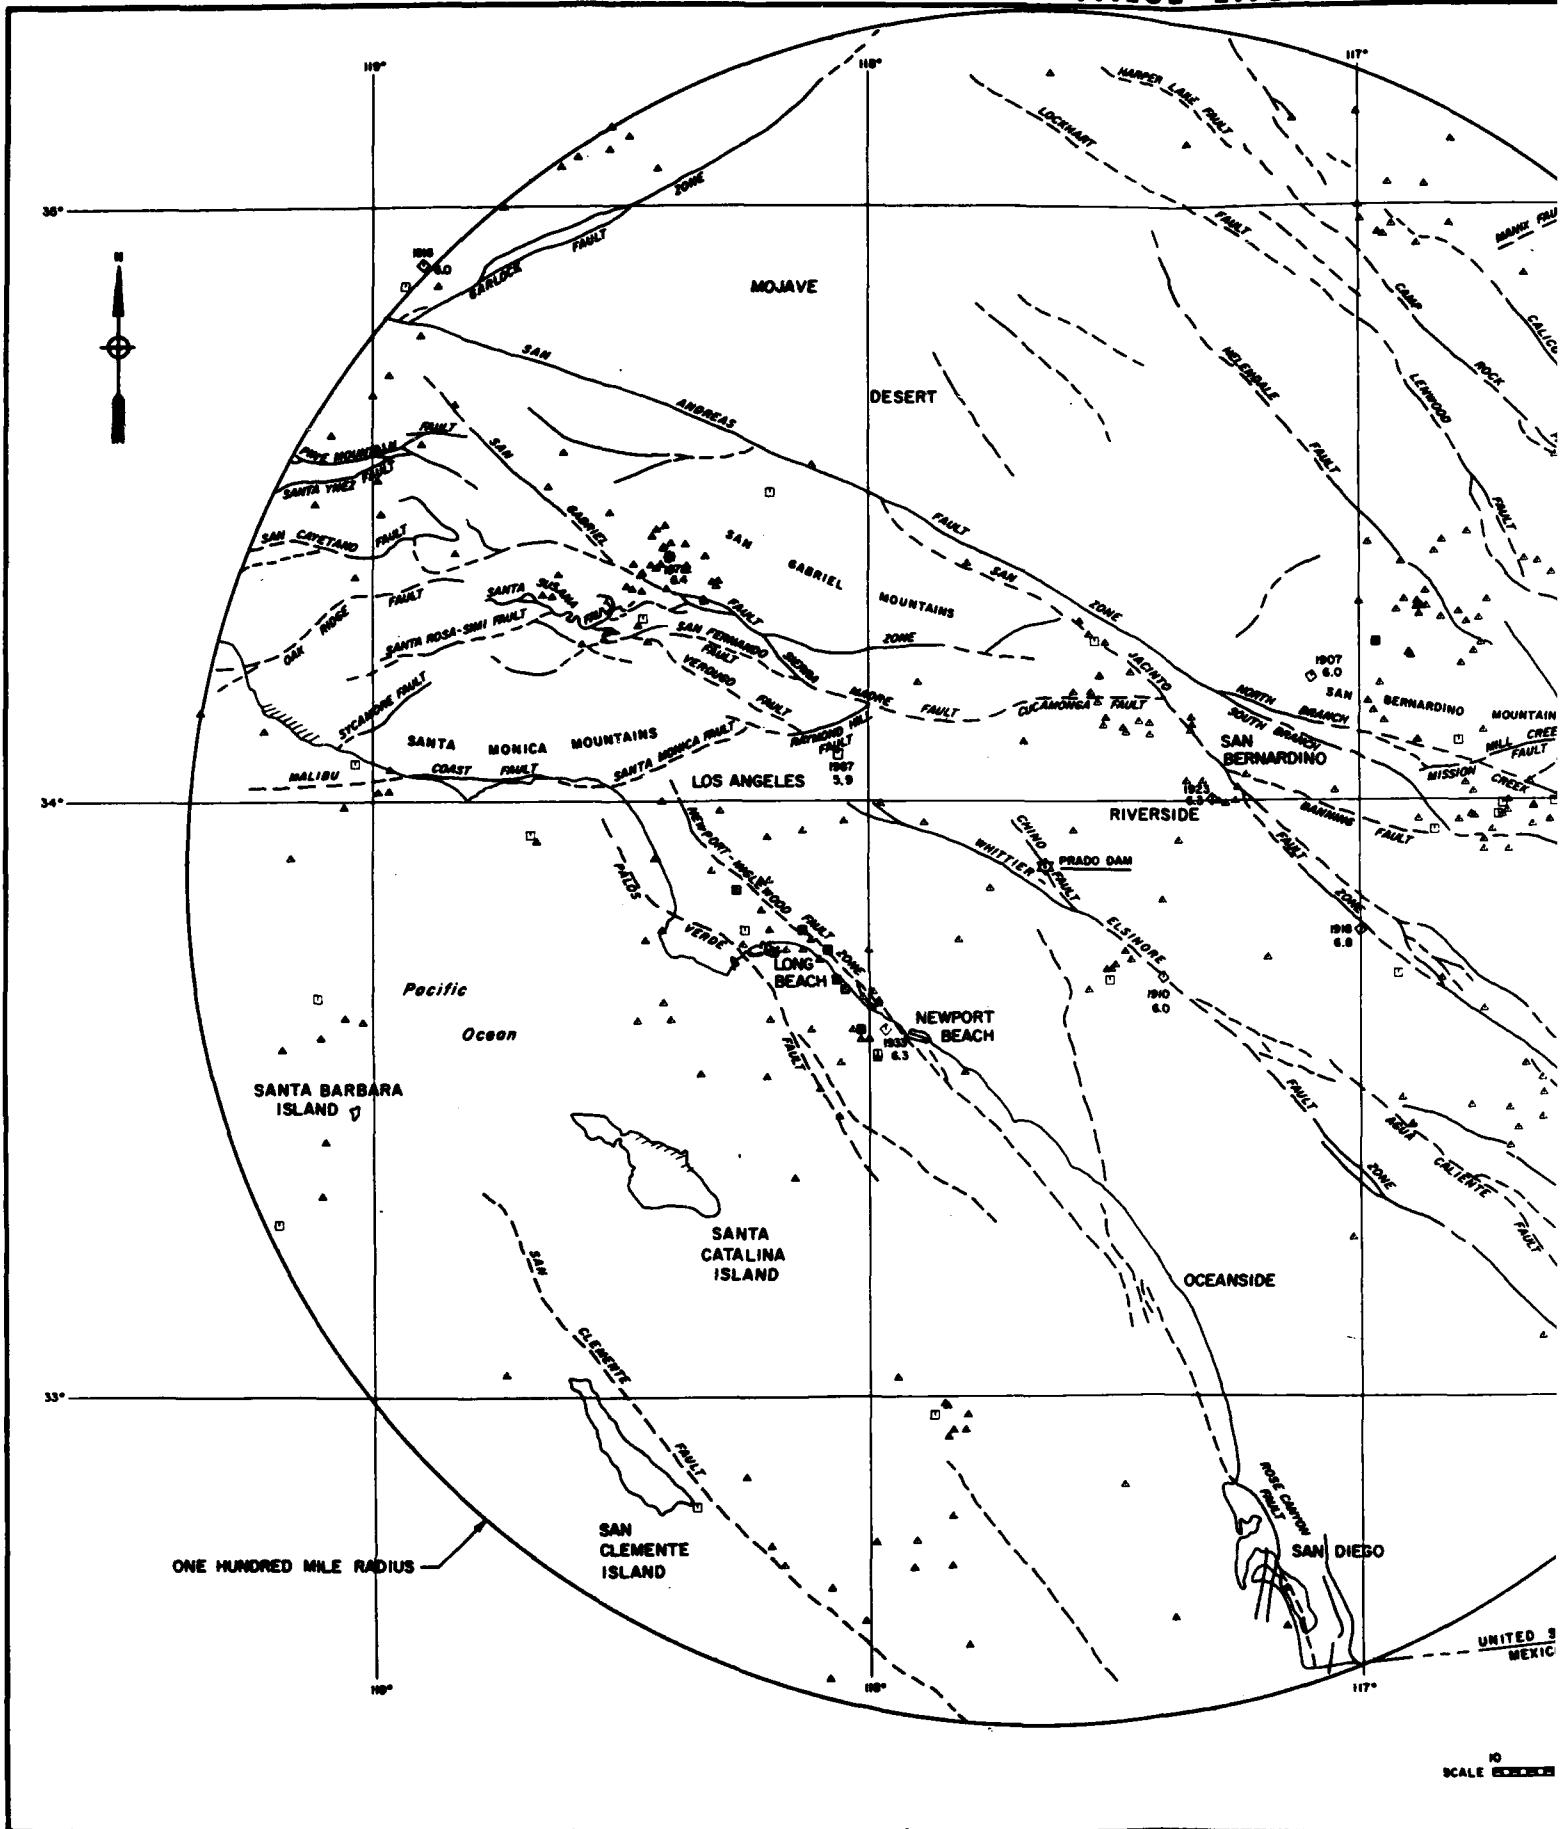 119°
118°
117°
HARPER LAKE FAULT
LOCKHART
FAULT
ZONE
FAULT
GARLOCK
35°
MANIX FAU
N
1916
6.0
MOJAVE
DESERT
CAMP
ROCK
CALICO
HELENDALE
FAULT
LENWOOD
FAULT
SAN
ANDREAS
FAULT
ZONE
PINE MOUNTAIN
FAULT
SANTA YNEZ FAULT
SAN CAYETANO FAULT
SAN
GABRIEL
FAULT
ZONE
SAN
GABRIEL
MOUNTAINS
SAN
JACINTO
FAULT
ZONE
6.4
OAK RIDGE FAULT
SANTA SUSANA FAULT
SANTA ROSA-SIMI FAULT
SAN FERNANDO
FAULT
VERDUGO
FAULT
SIERRA
MADRE
FAULT
CUCAMONGA FAULT
SYCAMORE FAULT
1907
6.0
SAN BERNARDINO MOUNTAIN
NORTH
BRANCH
SOUTH
BRANCH
MILL CREE
FAULT
MISSION CREEK
SAN
BERNARDINO
SANTA MONICA MOUNTAINS
MALIBU COAST FAULT
SANTA MONICA FAULT
RAYMOND HILL
FAULT
1987
5.9
LOS ANGELES
34°
1923
6.3
RIVERSIDE
BANNING
FAULT
NEWPORT-INGLEWOOD FAULT ZONE
CHINO
FAULT
PRADO DAM
WHITTIER-
ELSINORE
FAULT
ZONE
PALOS
VERDE
FAULT
LONG
BEACH
1918
6.8
1910
6.0
Pacific
Ocean
NEWPORT
BEACH
1933
6.3
SANTA BARBARA
ISLAND
AGUA
CALIENTE
FAULT
SANTA
CATALINA
ISLAND
OCEANSIDE
SAN
CLEMENTE
FAULT
33°
ROSE CANYON
FAULT
SAN
CLEMENTE
ISLAND
SAN DIEGO
ONE HUNDRED MILE RADIUS
UNITED S
MEXIC
119°
118°
117°
10
SCALE